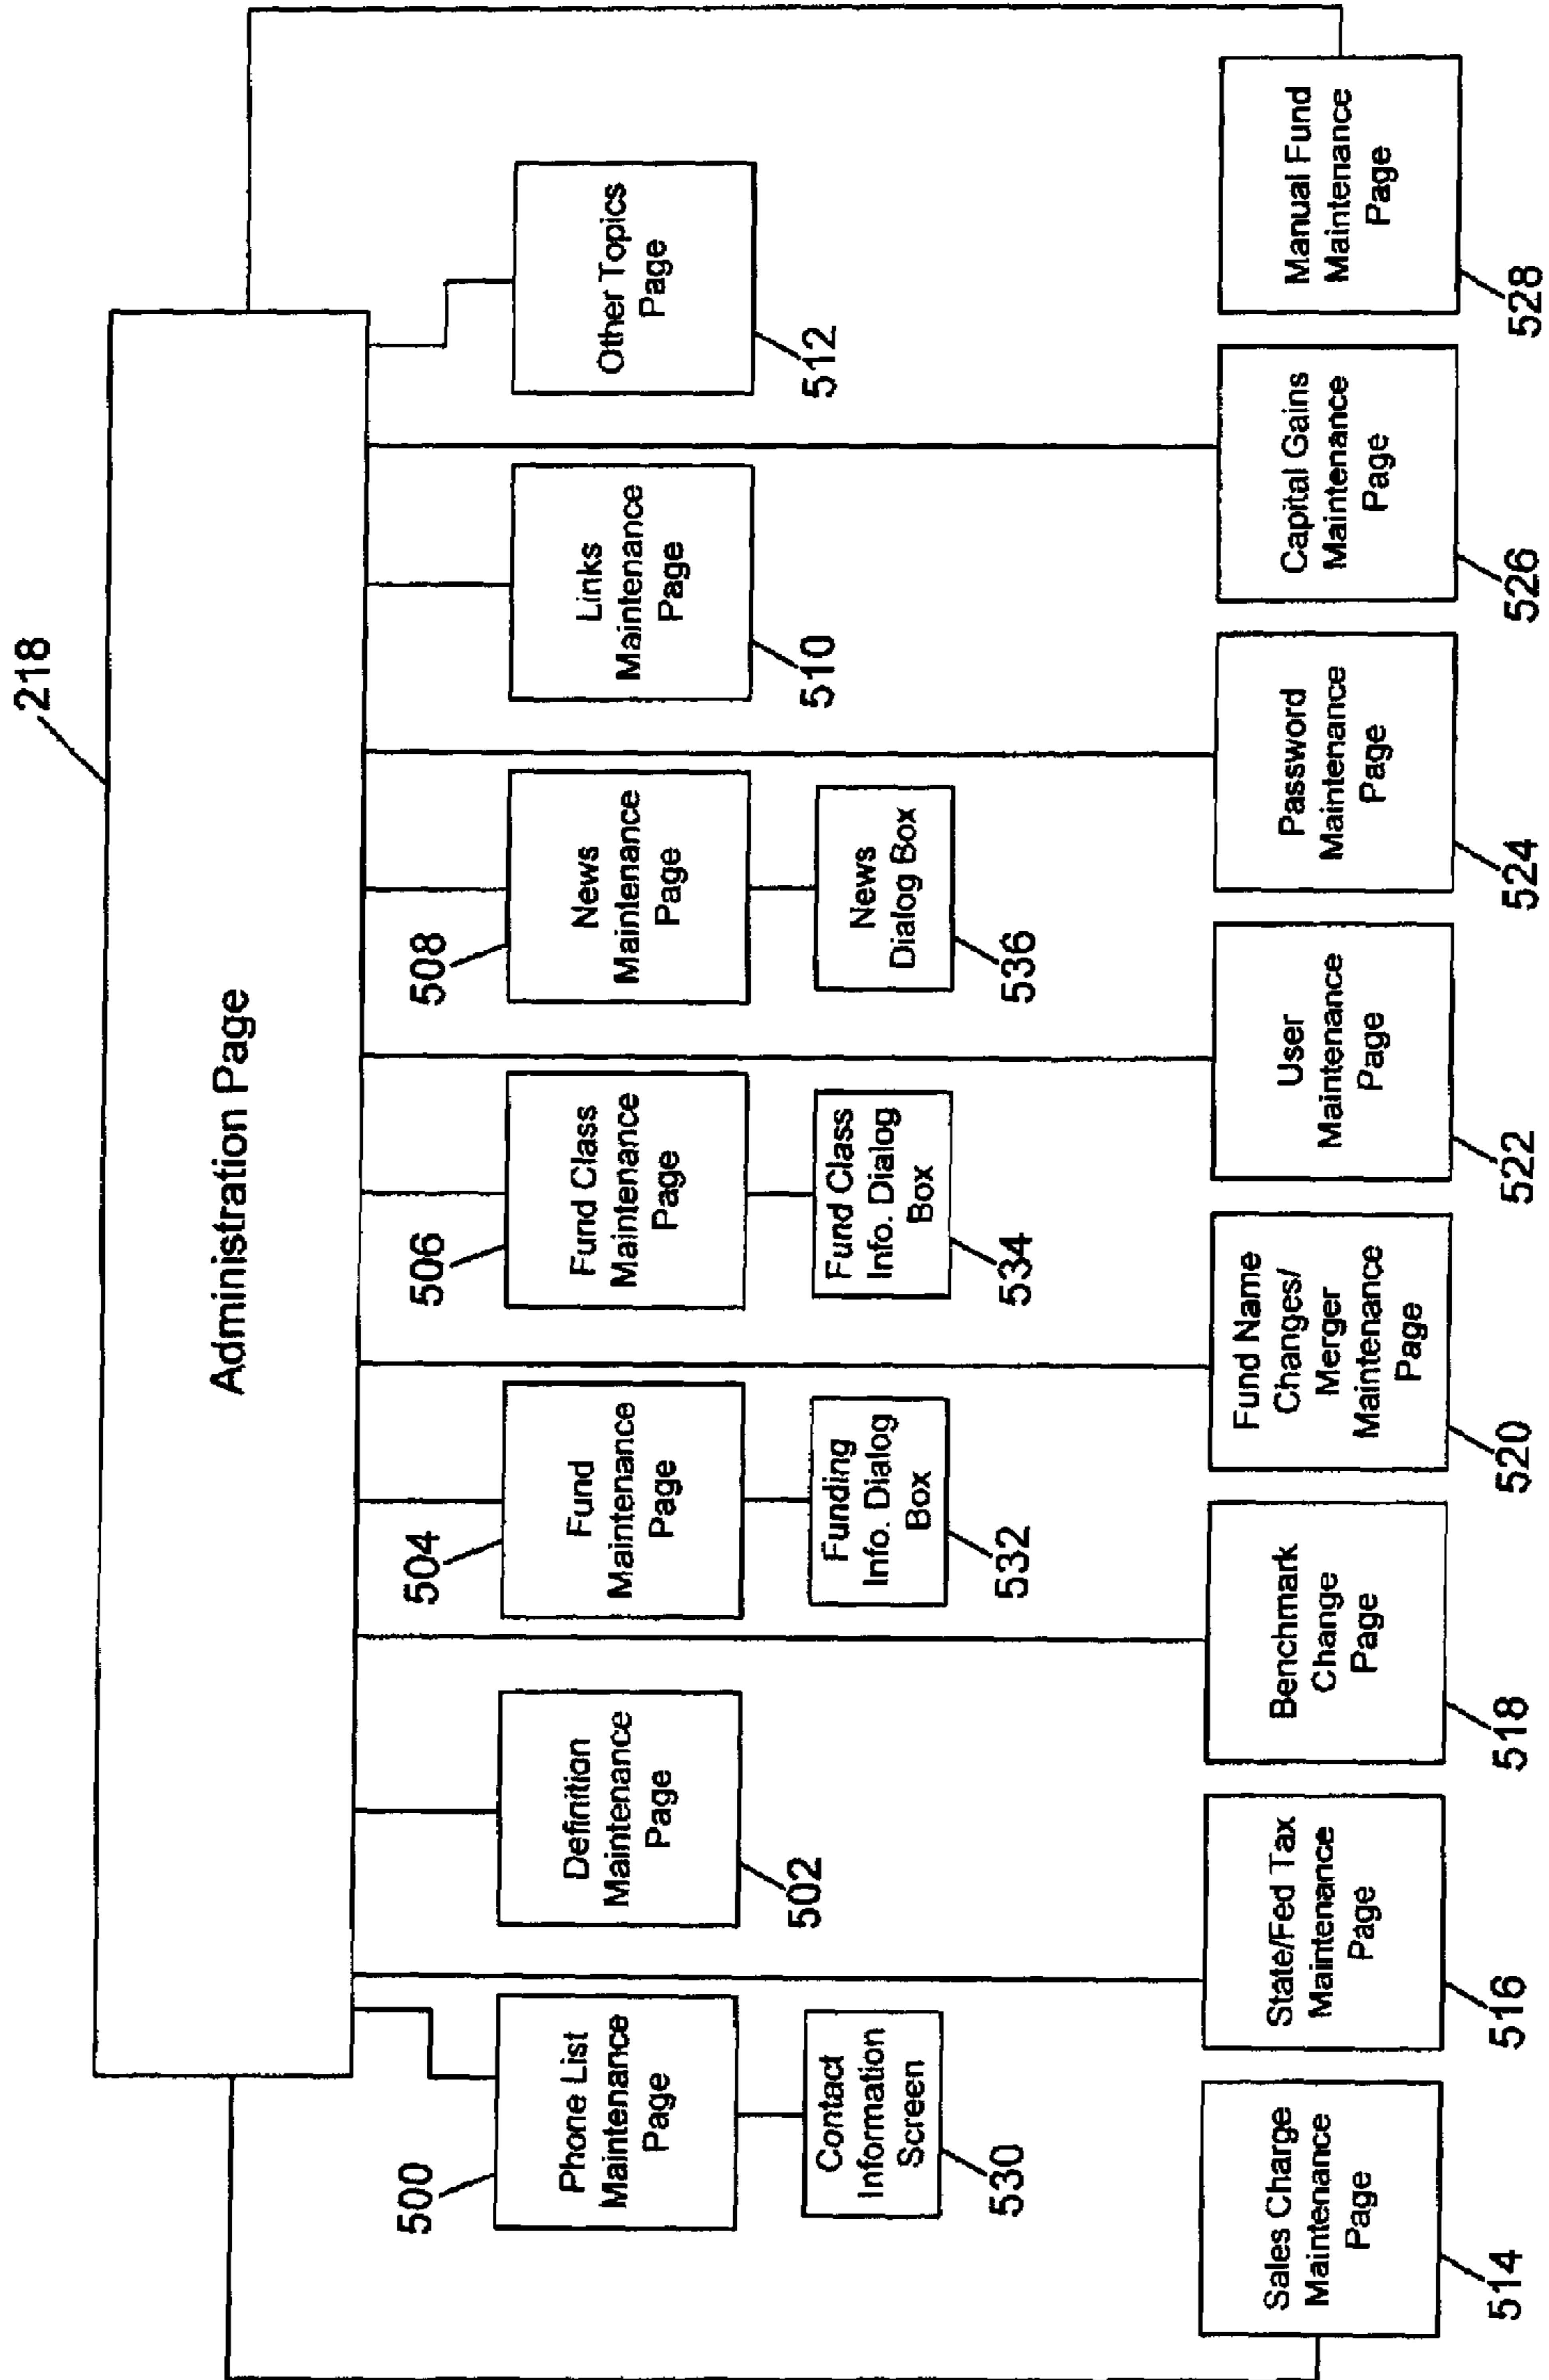 218
Administration Page
500
Phone List
Maintenance
Page
Definition
Maintenance
Page
502
504
Fund
Maintenance
Page
506
Fund Class
Maintenance
Page
508
News
Maintenance
Page
Links
Maintenance
Page
510
Other Topics
Page
512
Contact
Information
Screen
530
Funding
Info. Dialog
Box
532
Fund Class
Info. Dialog
Box
534
News
Dialog Box
536
Sales Charge
Maintenance
Page
514
State/Fed Tax
Maintenance
Page
516
Benchmark
Change
Page
518
Fund Name
Changes/
Merger
Maintenance
Page
520
User
Maintenance
Page
522
Password
Maintenance
Page
524
Capital Gains
Maintenance
Page
526
Manual Fund
Maintenance
Page
528